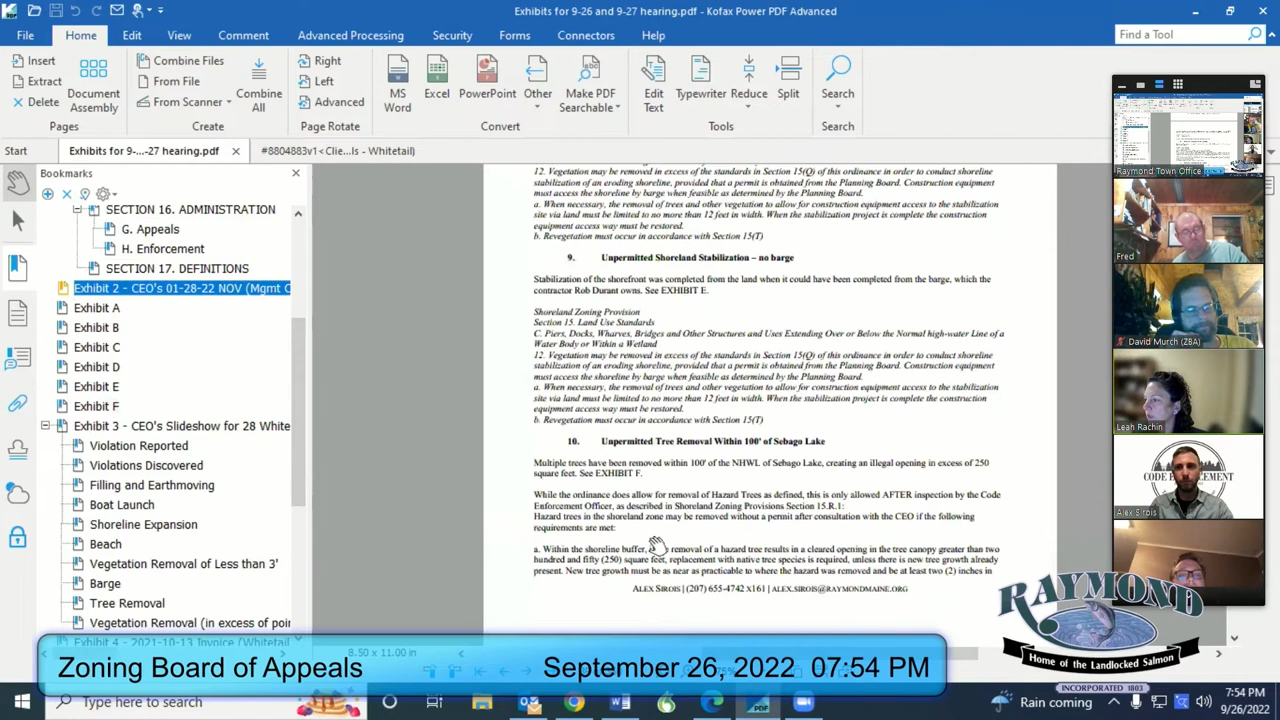 Exhibits for 9-26 and 9-27 hearing.pdf - Kofax Power PDF Advanced
File Home Edit View Comment Advanced Processing Security Forms Connectors Help Find a Tool
Insert
Extract
Delete
Document
Assembly
Pages
Combine Files
From File
From Scanner
Combine
All
Create
Right
Left
Advanced
Page Rotate
MS
Word
Excel
PowerPoint
Other
Make PDF
Searchable
Convert
Edit
Text
Typewriter
Reduce
Split
Tools
Search
Search
Start Exhibits for 9-...-27 hearing.pdf #8804883v1<Clie...ls - Whitetail)
Bookmarks
SECTION 16. ADMINISTRATION
G. Appeals
H. Enforcement
SECTION 17. DEFINITIONS
Exhibit 2 - CEO's 01-28-22 NOV (Mgmt C
Exhibit A
Exhibit B
Exhibit C
Exhibit D
Exhibit E
Exhibit F
Exhibit 3 - CEO's Slideshow for 28 White
Violation Reported
Violations Discovered
Filling and Earthmoving
Boat Launch
Shoreline Expansion
Beach
Vegetation Removal of Less than 3'
Barge
Tree Removal
Vegetation Removal (in excess of poin
Exhibit 4 - 2021-10-13 Invoice (Whitetail
12. Vegetation may be removed in excess of the standards in Section 15(Q) of this ordinance in order to conduct shoreline
stabilization of an eroding shoreline, provided that a permit is obtained from the Planning Board. Construction equipment
must access the shoreline by barge when feasible as determined by the Planning Board.
a. When necessary, the removal of trees and other vegetation to allow for construction equipment access to the stabilization
site via land must be limited to no more than 12 feet in width. When the stabilization project is complete the construction
equipment access way must be restored.
b. Revegetation must occur in accordance with Section 15(T)
9. Unpermitted Shoreland Stabilization – no barge
Stabilization of the shorefront was completed from the land when it could have been completed from the barge, which the
contractor Rob Durant owns. See EXHIBIT E.
Shoreland Zoning Provision
Section 15. Land Use Standards
C. Piers, Docks, Wharves, Bridges and Other Structures and Uses Extending Over or Below the Normal high-water Line of a
Water Body or Within a Wetland
12. Vegetation may be removed in excess of the standards in Section 15(Q) of this ordinance in order to conduct shoreline
stabilization of an eroding shoreline, provided that a permit is obtained from the Planning Board. Construction equipment
must access the shoreline by barge when feasible as determined by the Planning Board.
a. When necessary, the removal of trees and other vegetation to allow for construction equipment access to the stabilization
site via land must be limited to no more than 12 feet in width. When the stabilization project is complete the construction
equipment access way must be restored.
b. Revegetation must occur in accordance with Section 15(T)
10. Unpermitted Tree Removal Within 100' of Sebago Lake
Multiple trees have been removed within 100' of the NHWL of Sebago Lake, creating an illegal opening in excess of 250
square feet. See EXHIBIT F.
While the ordinance does allow for removal of Hazard Trees as defined, this is only allowed AFTER inspection by the Code
Enforcement Officer, as described in Shoreland Zoning Provisions Section 15.R.1:
Hazard trees in the shoreland zone may be removed without a permit after consultation with the CEO if the following
requirements are met:
a. Within the shoreline buffer, removal of a hazard tree results in a cleared opening in the tree canopy greater than two
hundred and fifty (250) square feet, replacement with native tree species is required, unless there is new tree growth already
present. New tree growth must be as near as practicable to where the hazard was removed and be at least two (2) inches in
ALEX SIROIS | (207) 655-4742 X161 | ALEX.SIROIS@RAYMONDMAINE.ORG
8.50 x 11.00 in
Raymond Town Office
Fred
David Murch (ZBA)
Leah Rachin
CODE ENFORCEMENT
Alex Sirois
RAYMOND
Home of the Landlocked Salmon
INCORPORATED 1803
Zoning Board of Appeals September 26, 2022 07:54 PM
Type here to search
Rain coming
7:54 PM
9/26/2022